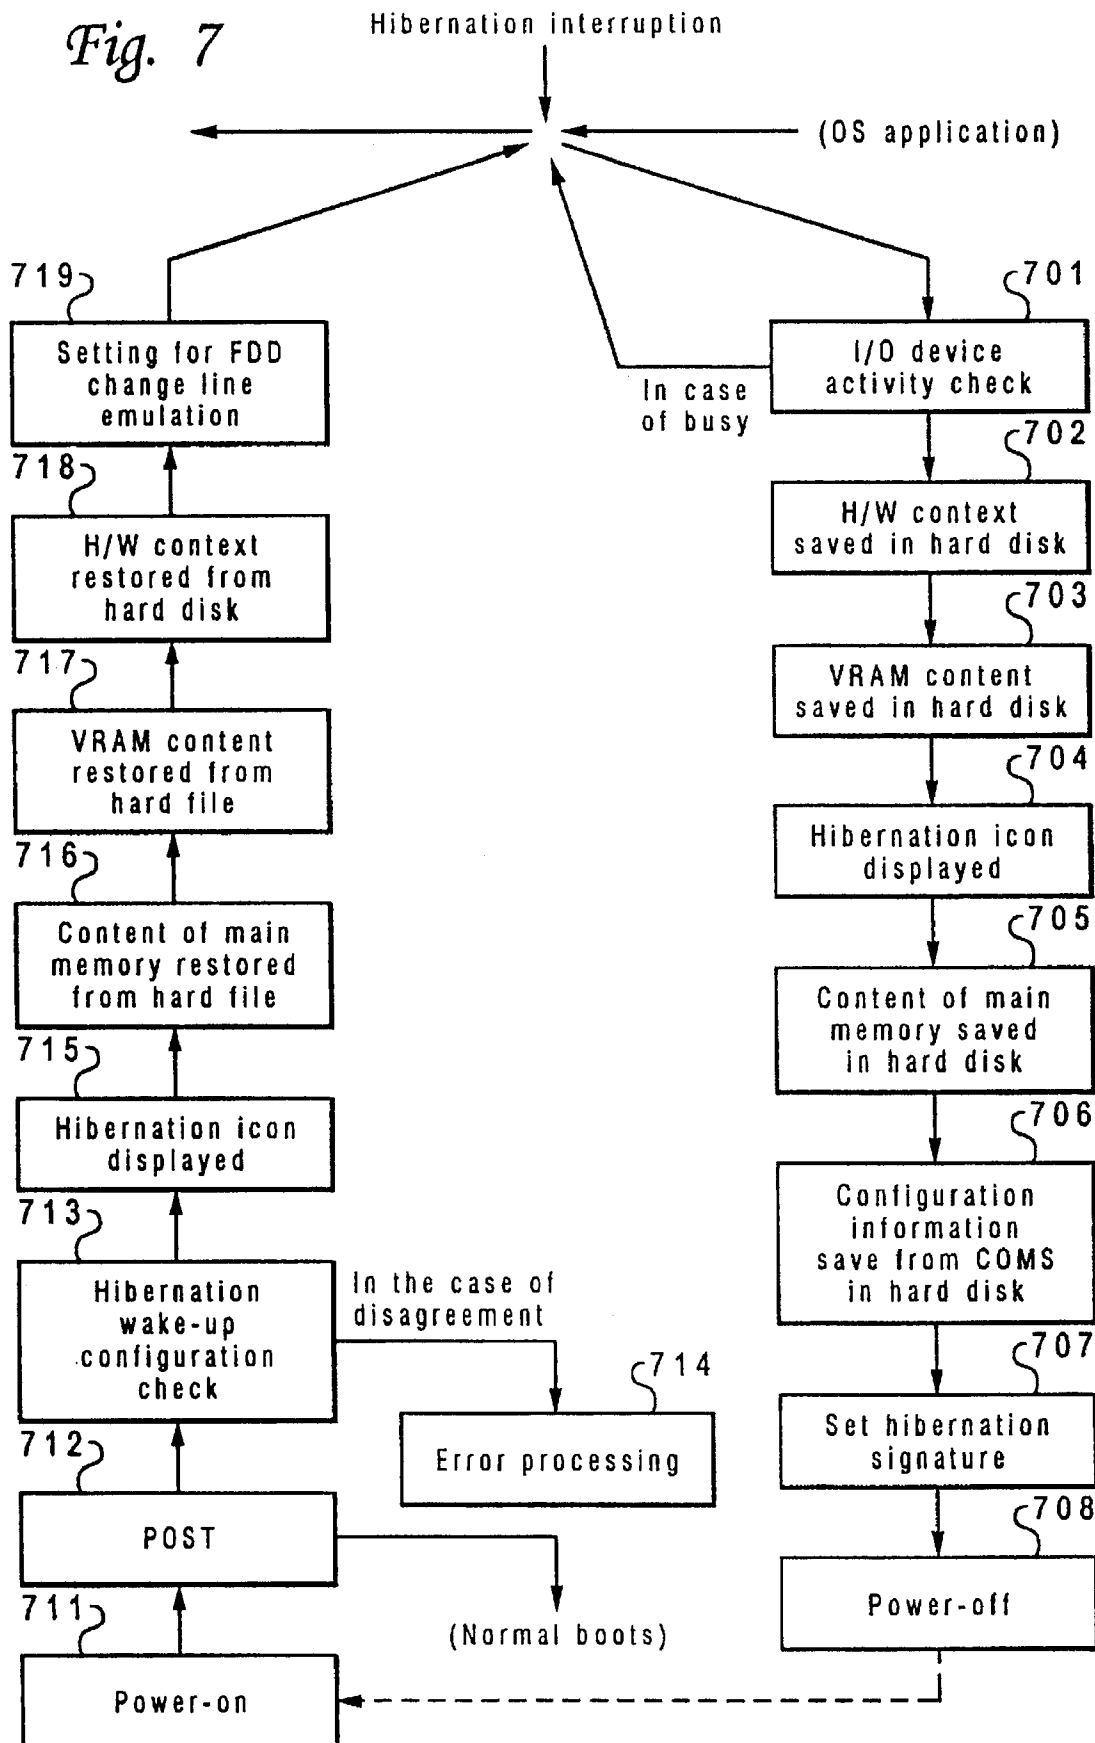 Fig. 7
Hibernation interruption
(OS application)
719
Setting for FDD
change line
emulation
718
H/W context
restored from
hard disk
717
VRAM content
restored from
hard file
716
Content of main
memory restored
from hard file
715
Hibernation icon
displayed
713
Hibernation
wake-up
configuration
check
In the case of
disagreement
714
Error processing
712
POST
(Normal boots)
711
Power-on
701
I/O device
activity check
In case
of busy
702
H/W context
saved in hard disk
703
VRAM content
saved in hard disk
704
Hibernation icon
displayed
705
Content of main
memory saved
in hard disk
706
Configuration
information
save from COMS
in hard disk
707
Set hibernation
signature
708
Power-off